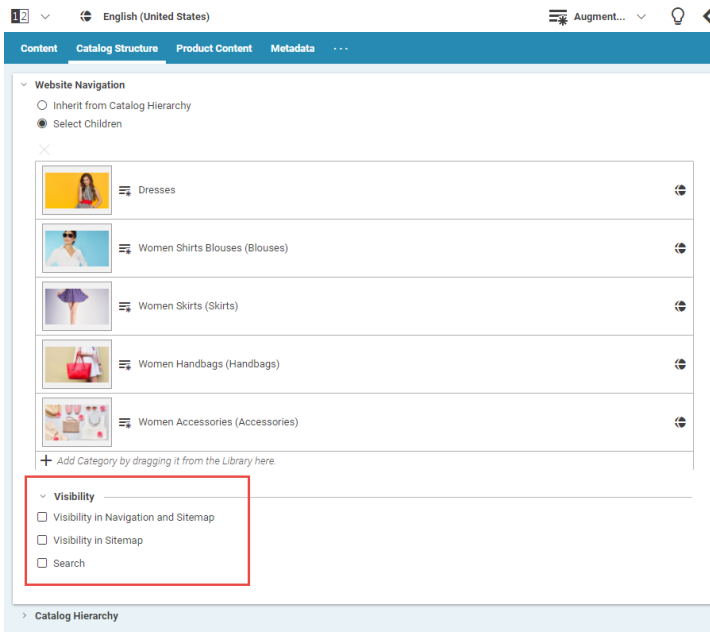 12 English (United States) Augment...
Content Catalog Structure Product Content Metadata ...
Website Navigation
Inherit from Catalog Hierarchy
Select Children
Dresses
Women Shirts Blouses (Blouses)
Women Skirts (Skirts)
Women Handbags (Handbags)
Women Accessories (Accessories)
Add Category by dragging it from the Library here.
Visibility
Visibility in Navigation and Sitemap
Visibility in Sitemap
Search
Catalog Hierarchy